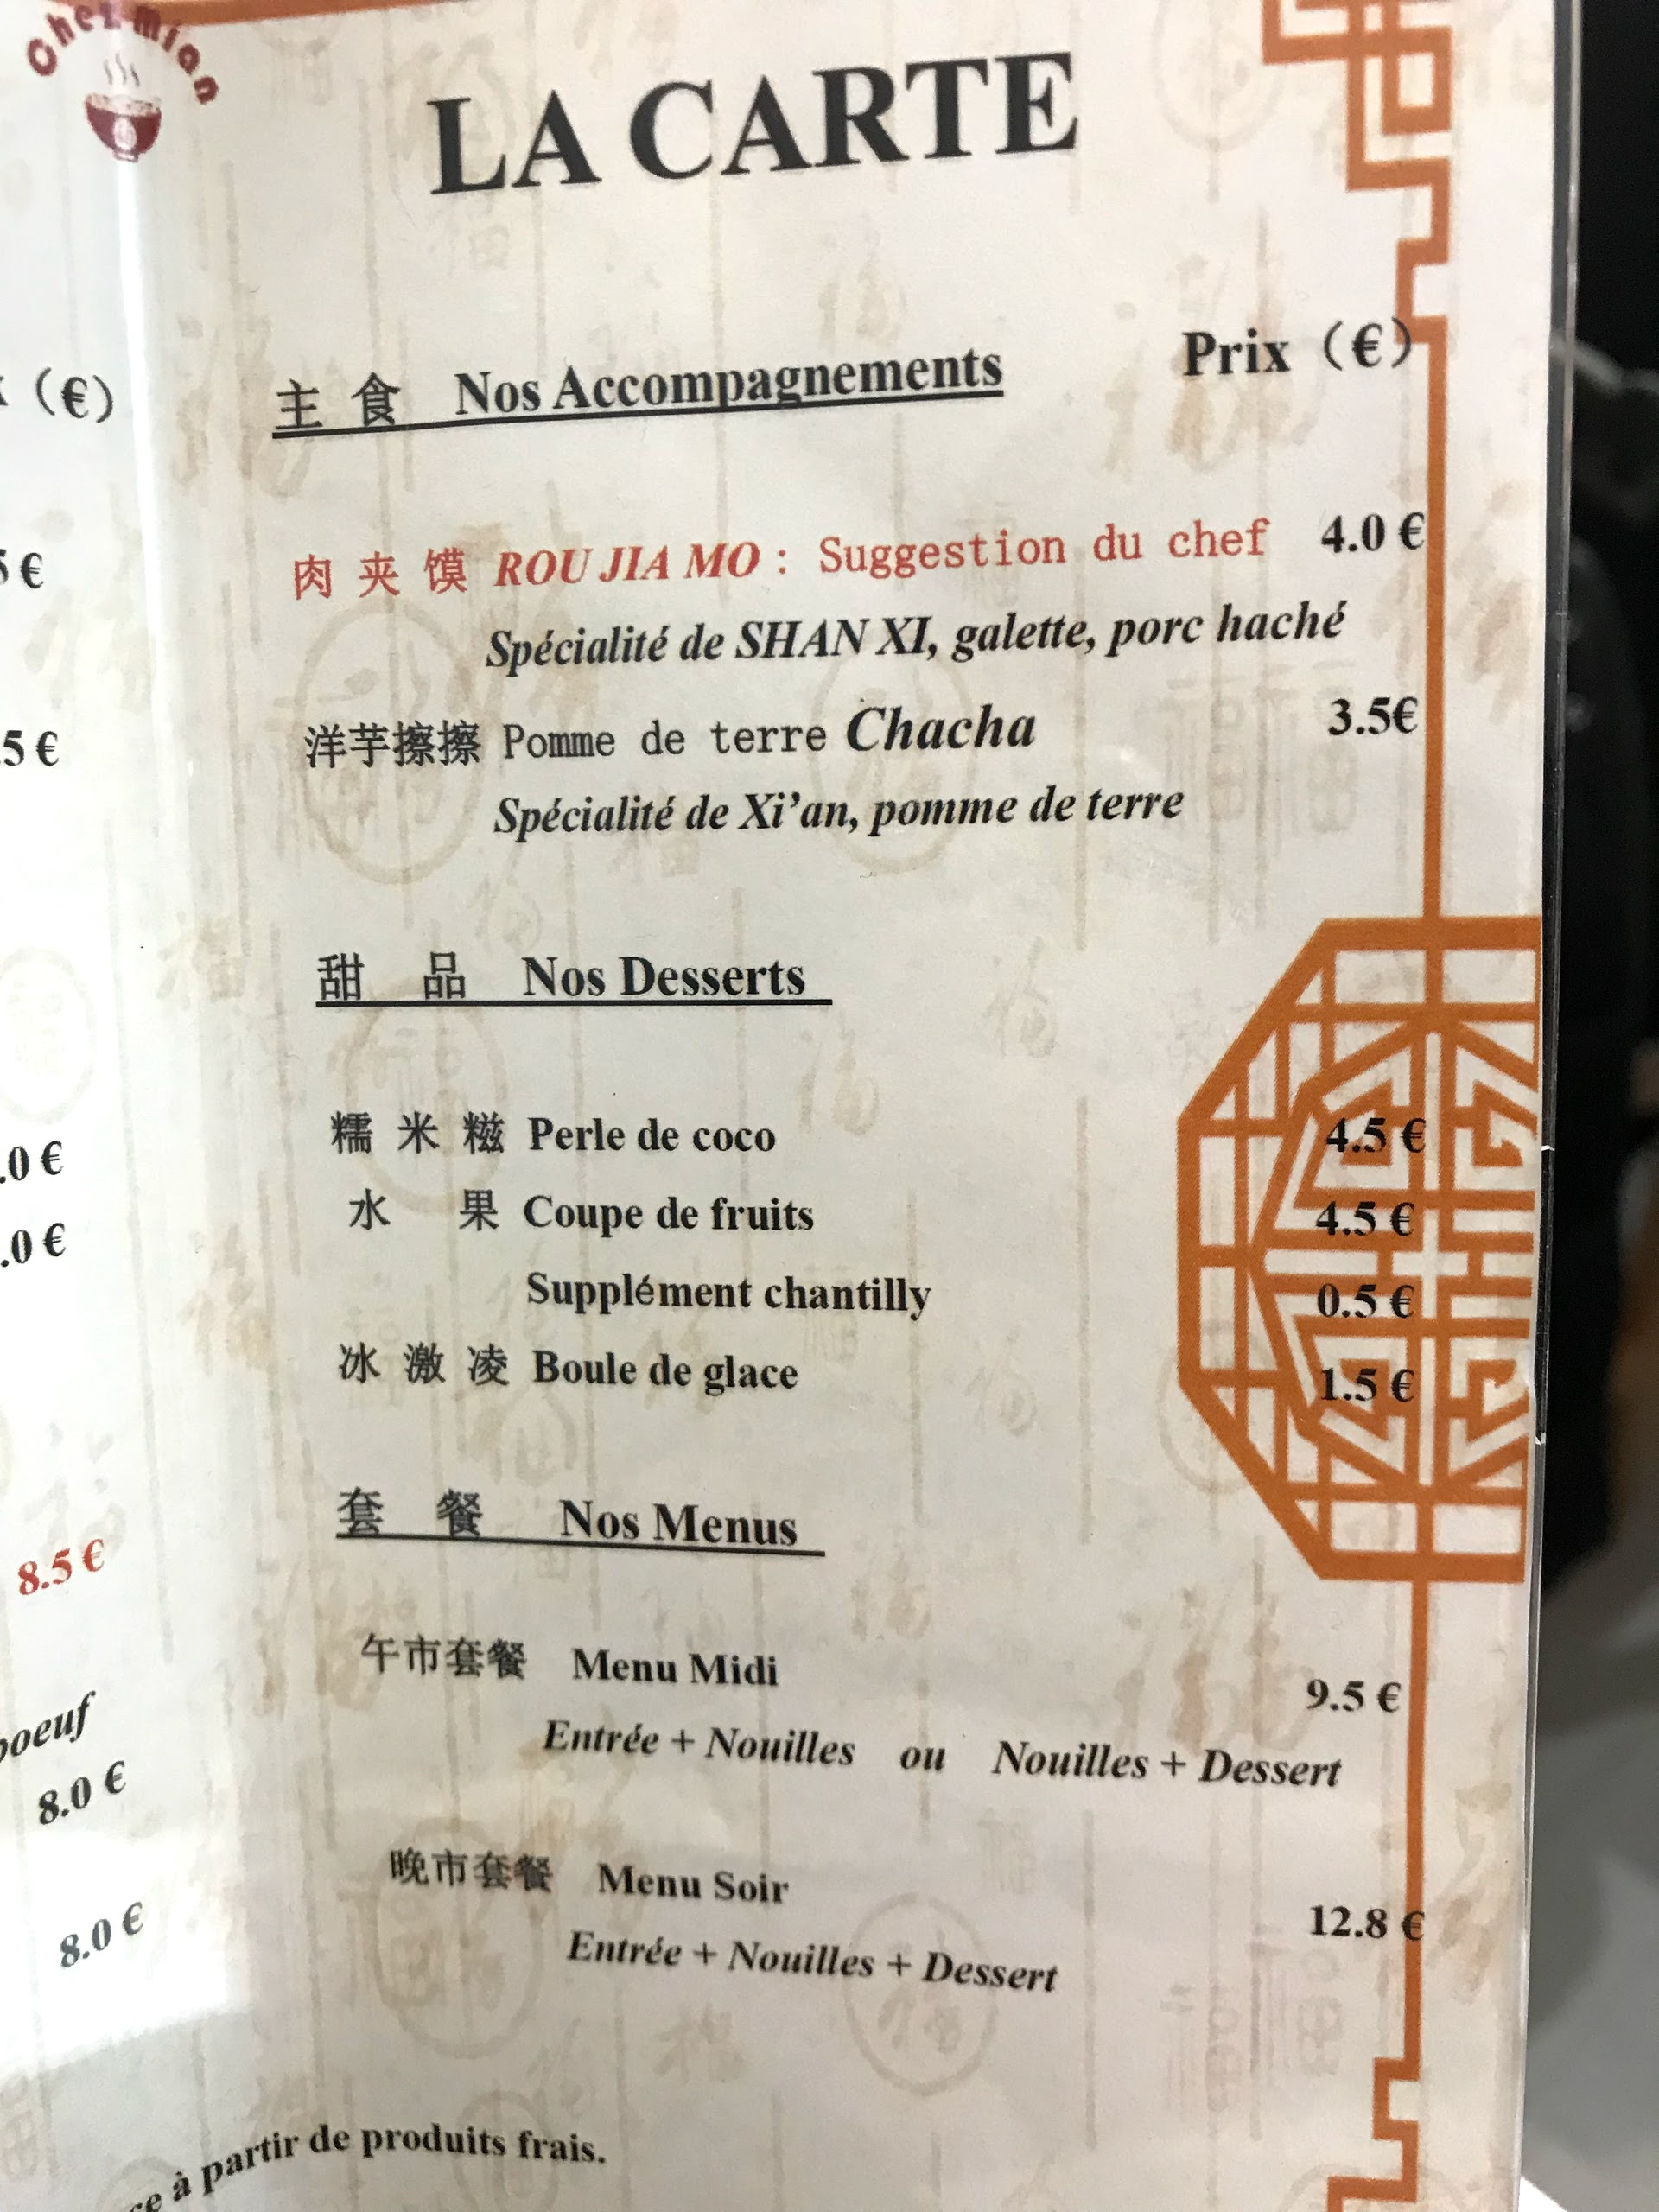 Chez Mian
LA CARTE
(€)
主 食 Nos Accompagnements Prix (€)
5 €
肉 夹 馍 ROU JIA MO : Suggestion du chef 4.0 €
Spécialité de SHAN XI, galette, porc haché
.5 €
洋芋擦擦 Pomme de terre Chacha 3.5€
Spécialité de Xi'an, pomme de terre
甜 品 Nos Desserts
.0 €
糯 米 糍 Perle de coco 4.5 €
.0 €
水 果 Coupe de fruits 4.5 €
Supplément chantilly 0.5 €
冰 激 凌 Boule de glace 1.5 €
8.5 €
套 餐 Nos Menus
午市套餐 Menu Midi 9.5 €
boeuf
Entrée + Nouilles ou Nouilles + Dessert
8.0 €
晚市套餐 Menu Soir 12.8 €
8.0 €
Entrée + Nouilles + Dessert
à partir de produits frais.